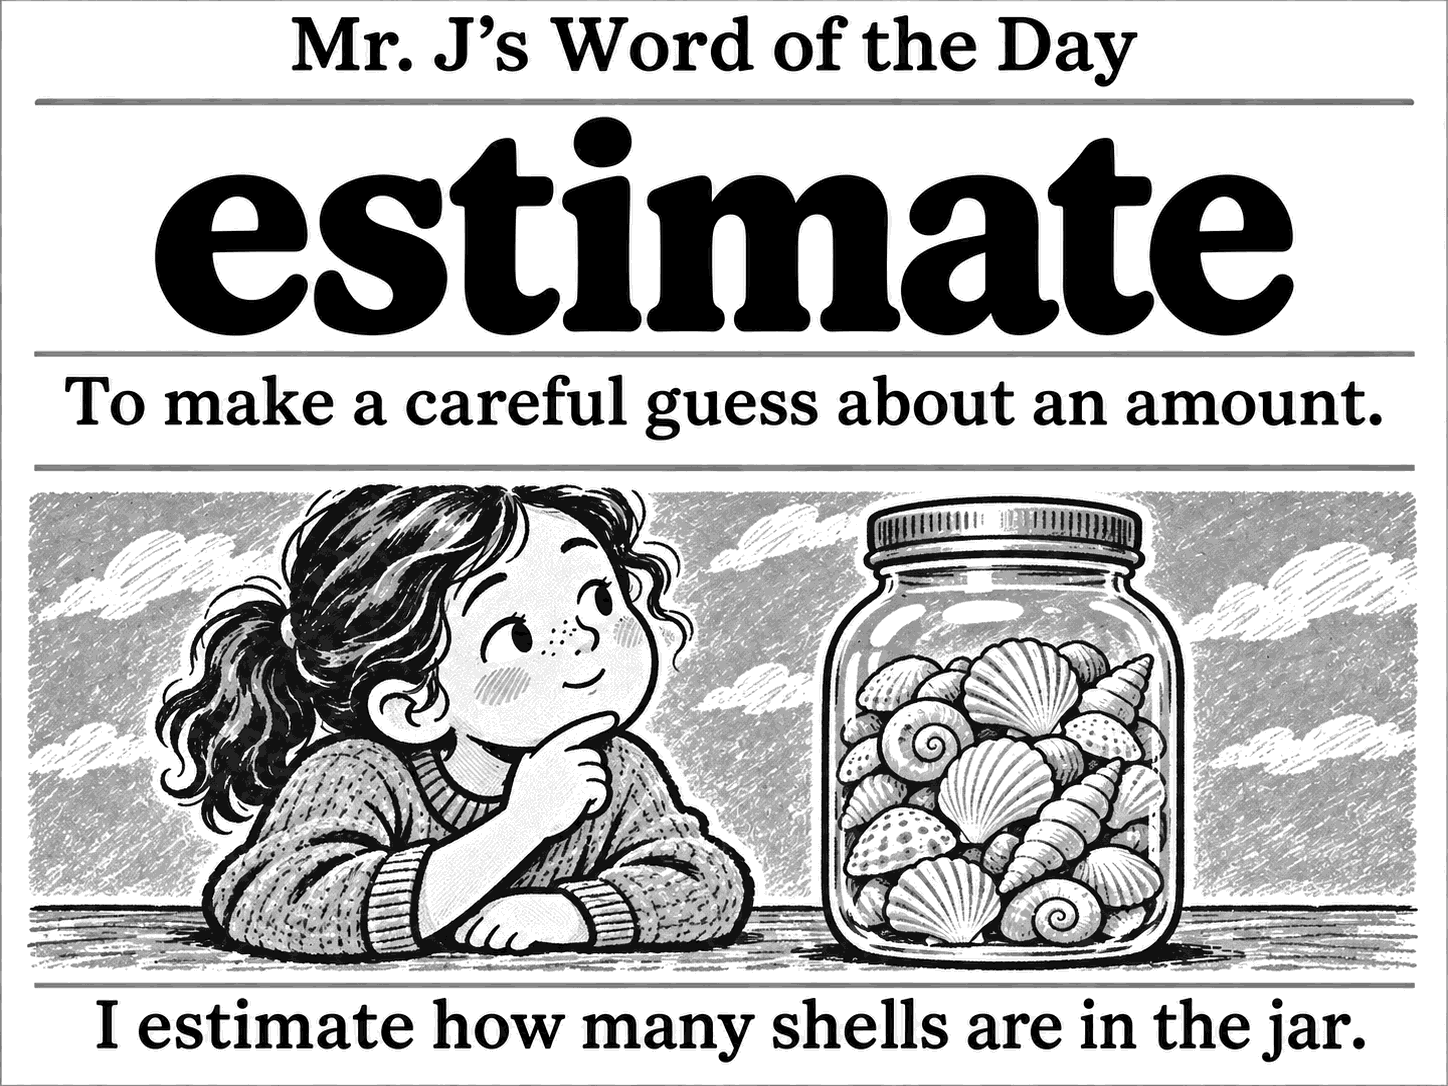 Mr. J’s Word of the Day
estimate
To make a careful guess about an amount.
I estimate how many shells are in the jar.